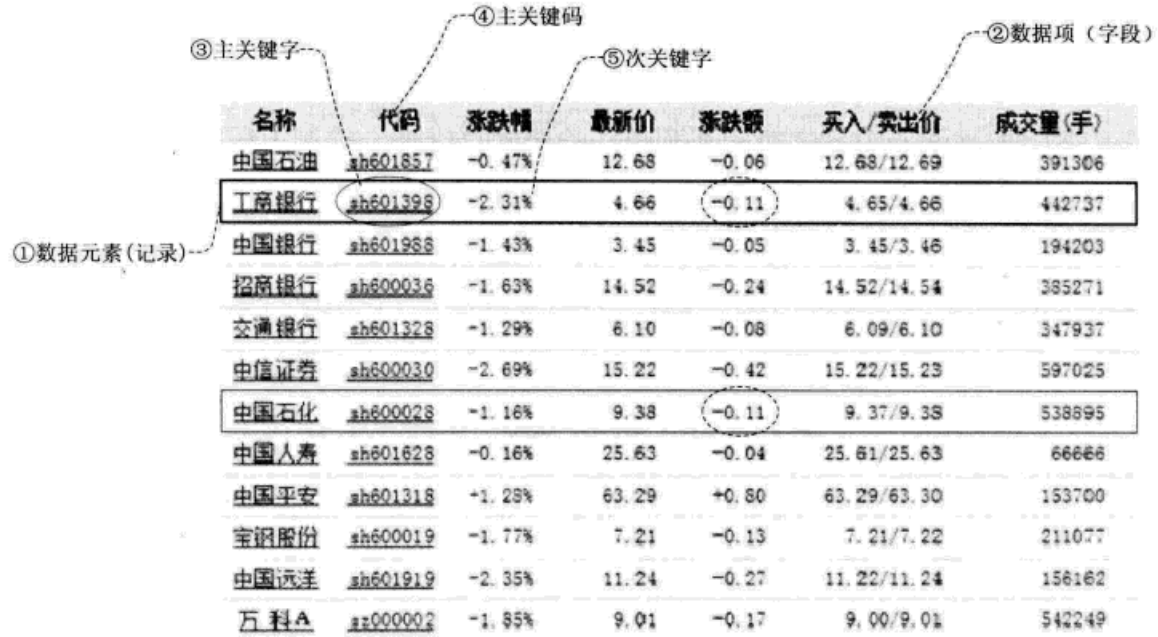 ④主关键码
③主关键字
⑤次关键字
②数据项（字段）
名称 代码 涨跌幅 最新价 涨跌额 买入/卖出价 成交量(手)
中国石油 sh601857 -0.47% 12.68 -0.06 12.68/12.69 391306
工商银行 sh601398 -2.31% 4.66 -0.11 4.65/4.66 442737
①数据元素(记录)
中国银行 sh601988 -1.43% 3.45 -0.05 3.45/3.46 194203
招商银行 sh600036 -1.63% 14.52 -0.24 14.52/14.54 385271
交通银行 sh601328 -1.29% 6.10 -0.08 6.09/6.10 347937
中信证券 sh600030 -2.69% 15.22 -0.42 15.22/15.23 597025
中国石化 sh600028 -1.16% 9.38 -0.11 9.37/9.38 538895
中国人寿 sh601628 -0.16% 25.63 -0.04 25.61/25.63 66666
中国平安 sh601318 +1.28% 63.29 +0.80 63.29/63.30 153700
宝钢股份 sh600019 -1.77% 7.21 -0.13 7.21/7.22 211077
中国远洋 sh601919 -2.35% 11.24 -0.27 11.22/11.24 156162
万 科A sz000002 -1.85% 9.01 -0.17 9.00/9.01 542249